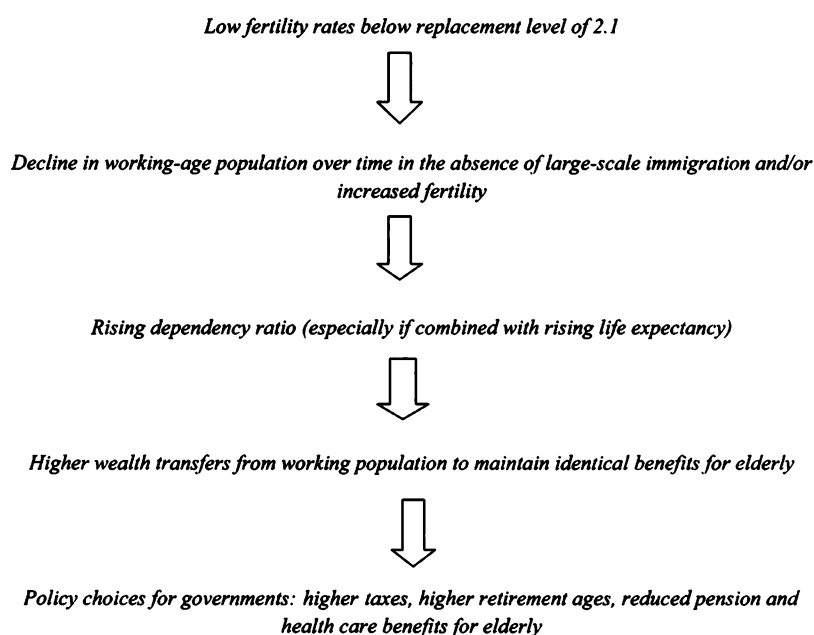 Low fertility rates below replacement level of 2.1
Decline in working-age population over time in the absence of large-scale immigration and/or
increased fertility
Rising dependency ratio (especially if combined with rising life expectancy)
Higher wealth transfers from working population to maintain identical benefits for elderly
Policy choices for governments: higher taxes, higher retirement ages, reduced pension and
health care benefits for elderly